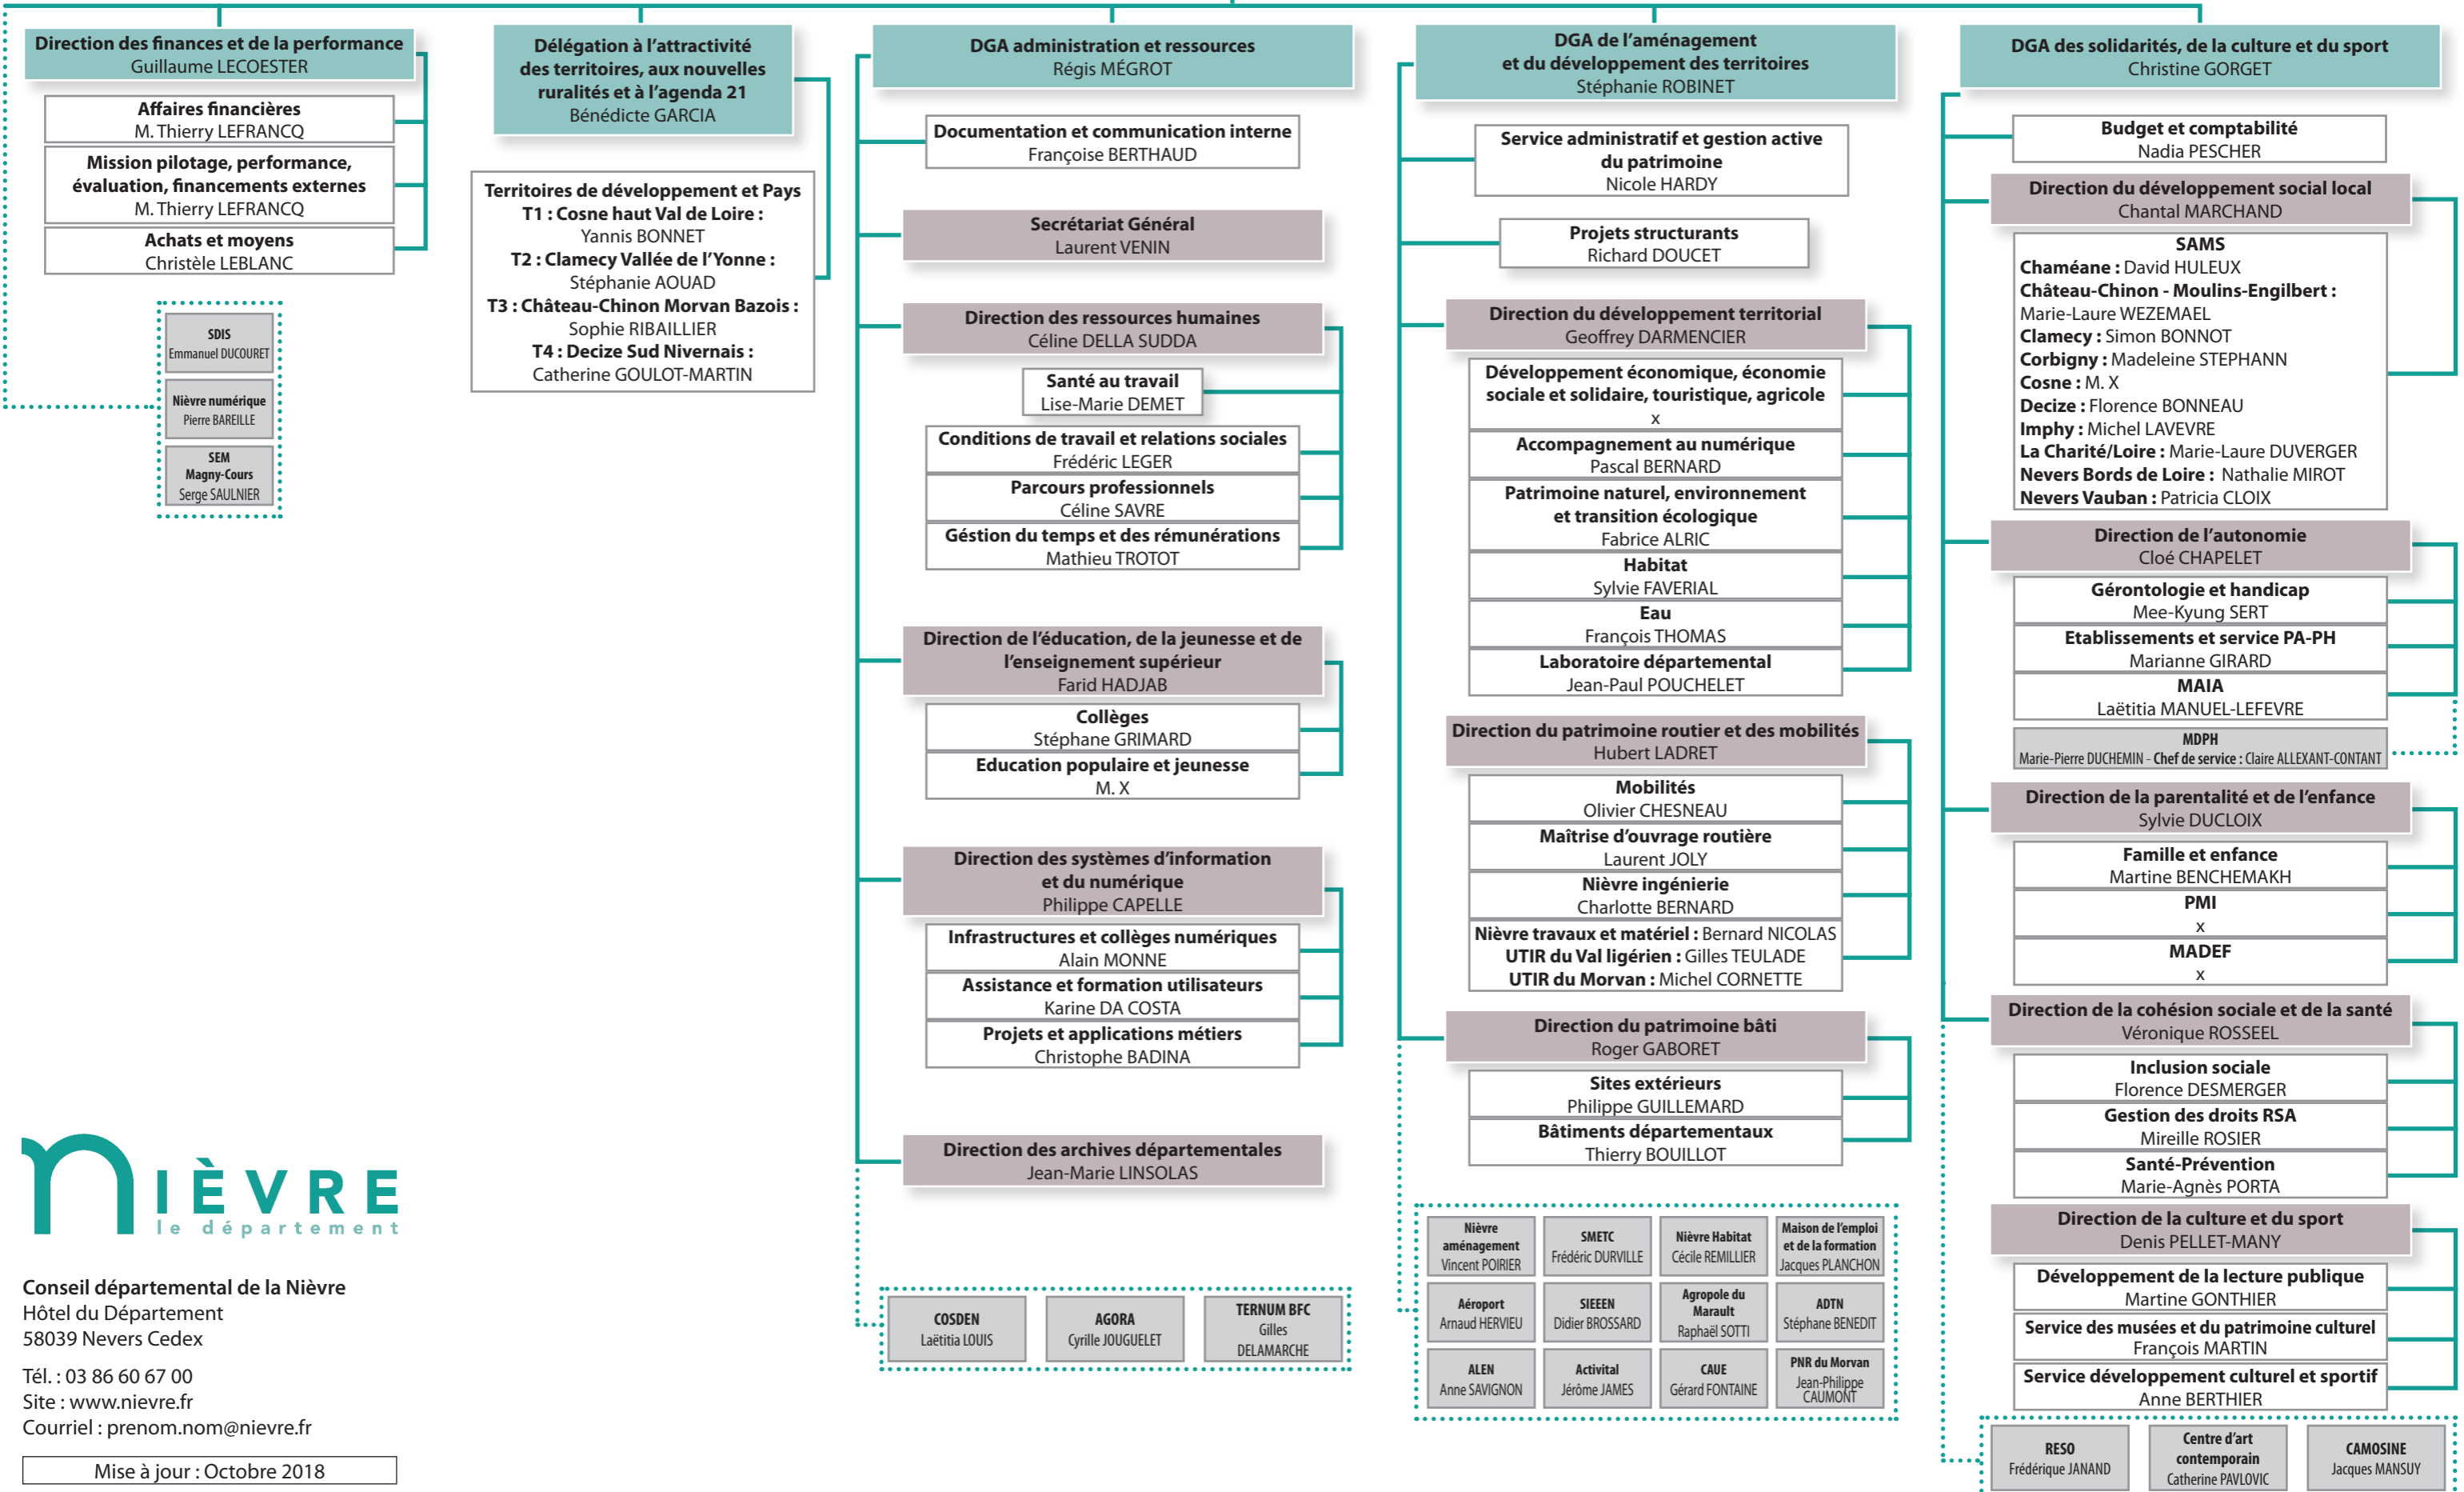 Direction des finances et de la performance
Guillaume LECOESTER
Affaires financières
M. Thierry LEFRANCQ
Mission pilotage, performance,
évaluation, financements externes
M. Thierry LEFRANCQ
Achats et moyens
Christèle LEBLANC
SDIS
Emmanuel DUCOURET
Nièvre numérique
Pierre BAREILLE
SEM
Magny-Cours
Serge SAULNIER
Délégation à l'attractivité
des territoires, aux nouvelles
ruralités et à l'agenda 21
Bénédicte GARCIA
Territoires de développement et Pays
T1 : Cosne haut Val de Loire :
Yannis BONNET
T2 : Clamecy Vallée de l'Yonne :
Stéphanie AOUAD
T3 : Château-Chinon Morvan Bazois :
Sophie RIBAILLIER
T4 : Decize Sud Nivernais :
Catherine GOULOT-MARTIN
DGA administration et ressources
Régis MÉGROT
Documentation et communication interne
Françoise BERTHAUD
Secrétariat Général
Laurent VENIN
Direction des ressources humaines
Céline DELLA SUDDA
Santé au travail
Lise-Marie DEMET
Conditions de travail et relations sociales
Frédéric LEGER
Parcours professionnels
Céline SAVRE
Géstion du temps et des rémunérations
Mathieu TROTOT
Direction de l'éducation, de la jeunesse et de
l'enseignement supérieur
Farid HADJAB
Collèges
Stéphane GRIMARD
Education populaire et jeunesse
M. X
Direction des systèmes d'information
et du numérique
Philippe CAPELLE
Infrastructures et collèges numériques
Alain MONNE
Assistance et formation utilisateurs
Karine DA COSTA
Projets et applications métiers
Christophe BADINA
Direction des archives départementales
Jean-Marie LINSOLAS
COSDEN
Laëtitia LOUIS
AGORA
Cyrille JOUGUELET
TERNUM BFC
Gilles
DELAMARCHE
DGA de l'aménagement
et du développement des territoires
Stéphanie ROBINET
Service administratif et gestion active
du patrimoine
Nicole HARDY
Projets structurants
Richard DOUCET
Direction du développement territorial
Geoffrey DARMENCIER
Développement économique, économie
sociale et solidaire, touristique, agricole
x
Accompagnement au numérique
Pascal BERNARD
Patrimoine naturel, environnement
et transition écologique
Fabrice ALRIC
Habitat
Sylvie FAVERIAL
Eau
François THOMAS
Laboratoire départemental
Jean-Paul POUCHELET
Direction du patrimoine routier et des mobilités
Hubert LADRET
Mobilités
Olivier CHESNEAU
Maîtrise d'ouvrage routière
Laurent JOLY
Nièvre ingénierie
Charlotte BERNARD
Nièvre travaux et matériel : Bernard NICOLAS
UTIR du Val ligérien : Gilles TEULADE
UTIR du Morvan : Michel CORNETTE
Direction du patrimoine bâti
Roger GABORET
Sites extérieurs
Philippe GUILLEMARD
Bâtiments départementaux
Thierry BOUILLOT
Nièvre
aménagement
Vincent POIRIER
SMETC
Frédéric DURVILLE
Nièvre Habitat
Cécile REMILLIER
Maison de l'emploi
et de la formation
Jacques PLANCHON
Aéroport
Arnaud HERVIEU
SIEEEN
Didier BROSSARD
Agropole du
Marault
Raphaël SOTTI
ADTN
Stéphane BENEDIT
ALEN
Anne SAVIGNON
Activital
Jérôme JAMES
CAUE
Gérard FONTAINE
PNR du Morvan
Jean-Philippe
CAUMONT
DGA des solidarités, de la culture et du sport
Christine GORGET
Budget et comptabilité
Nadia PESCHER
Direction du développement social local
Chantal MARCHAND
SAMS
Chaméane : David HULEUX
Château-Chinon - Moulins-Engilbert :
Marie-Laure WEZEMAEL
Clamecy : Simon BONNOT
Corbigny : Madeleine STEPHANN
Cosne : M. X
Decize : Florence BONNEAU
Imphy : Michel LAVEVRE
La Charité/Loire : Marie-Laure DUVERGER
Nevers Bords de Loire : Nathalie MIROT
Nevers Vauban : Patricia CLOIX
Direction de l'autonomie
Cloé CHAPELET
Gérontologie et handicap
Mee-Kyung SERT
Etablissements et service PA-PH
Marianne GIRARD
MAIA
Laëtitia MANUEL-LEFEVRE
MDPH
Marie-Pierre DUCHEMIN - Chef de service : Claire ALLEXANT-CONTANT
Direction de la parentalité et de l'enfance
Sylvie DUCLOIX
Famille et enfance
Martine BENCHEMAKH
PMI
x
MADEF
x
Direction de la cohésion sociale et de la santé
Véronique ROSSEEL
Inclusion sociale
Florence DESMERGER
Gestion des droits RSA
Mireille ROSIER
Santé-Prévention
Marie-Agnès PORTA
Direction de la culture et du sport
Denis PELLET-MANY
Développement de la lecture publique
Martine GONTHIER
Service des musées et du patrimoine culturel
François MARTIN
Service développement culturel et sportif
Anne BERTHIER
RESO
Frédérique JANAND
Centre d'art
contemporain
Catherine PAVLOVIC
CAMOSINE
Jacques MANSUY
nIÈVRE
le département
Conseil départemental de la Nièvre
Hôtel du Département
58039 Nevers Cedex
Tél. : 03 86 60 67 00
Site : www.nievre.fr
Courriel : prenom.nom@nievre.fr
Mise à jour : Octobre 2018